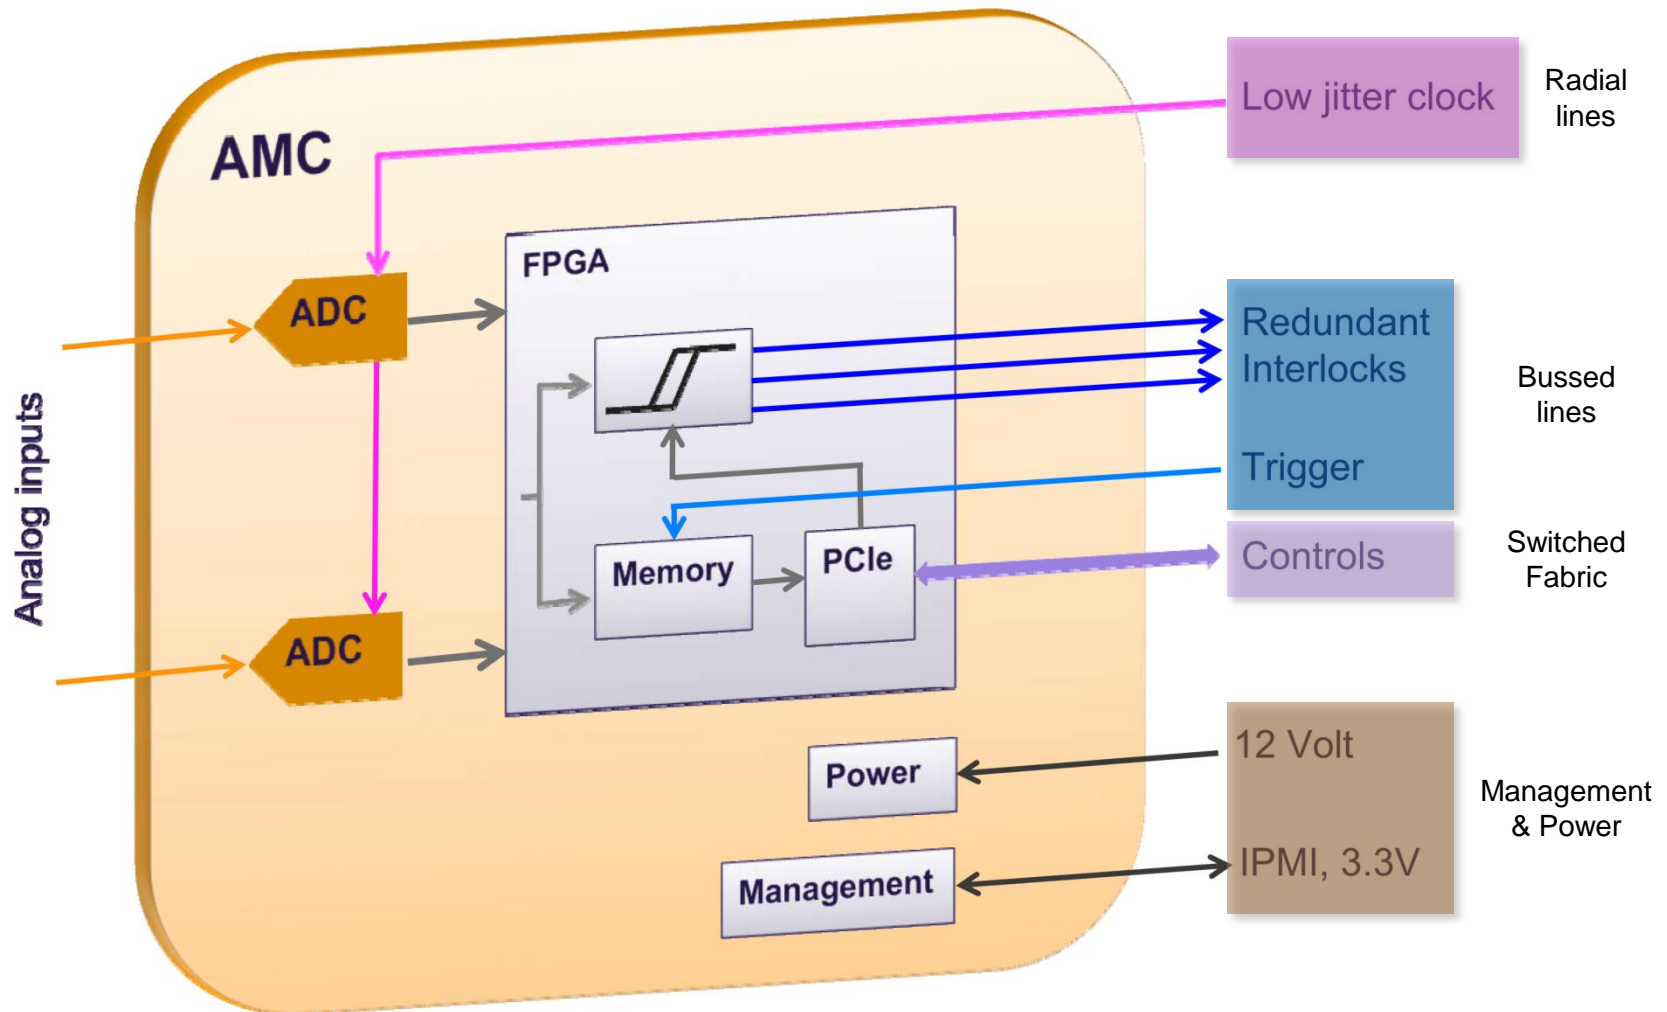 AMC
Analog inputs
ADC
ADC
FPGA
Memory
PCIe
Power
Management
Low jitter clock
Radial
lines
Redundant
Interlocks
Trigger
Bussed
lines
Controls
Switched
Fabric
12 Volt
IPMI, 3.3V
Management
& Power